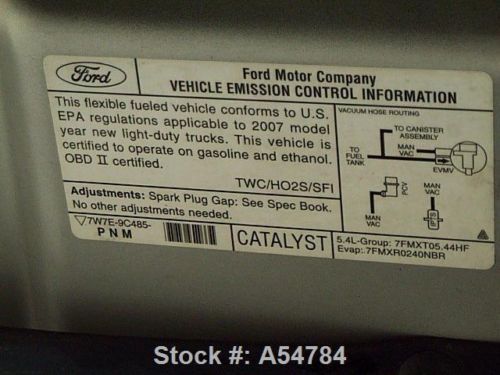 Ford
Ford Motor Company
VEHICLE EMISSION CONTROL INFORMATION
This flexible fueled vehicle conforms to U.S.
EPA regulations applicable to 2007 model
year new light-duty trucks. This vehicle is
certified to operate on gasoline and ethanol.
OBD II certified.
TWC/HO2S/SFI
Adjustments: Spark Plug Gap: See Spec Book.
No other adjustments needed.
7W7E-9C485-
PNM
CATALYST
VACUUM HOSE ROUTING
TO CANISTER
ASSEMBLY
TO
FUEL
TANK
MAN
VAC
EVMV
PCV
MAN
VAC
MAN
VAC
5.4L-Group: 7FMXT05.44HF
Evap:7FMXR0240NBR
Stock #: A54784